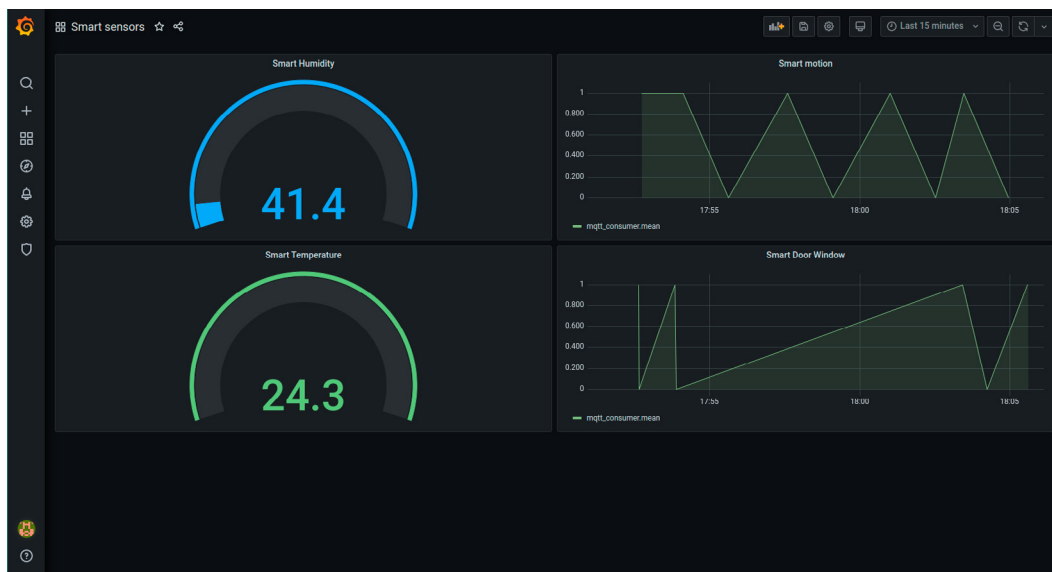 Smart sensors
Last 15 minutes
Smart Humidity
41.4
Smart motion
1
0.800
0.600
0.400
0.200
0
17:55
18:00
18:05
mqtt_consumer.mean
Smart Temperature
24.3
Smart Door Window
1
0.800
0.600
0.400
0.200
0
17:55
18:00
18:05
mqtt_consumer.mean